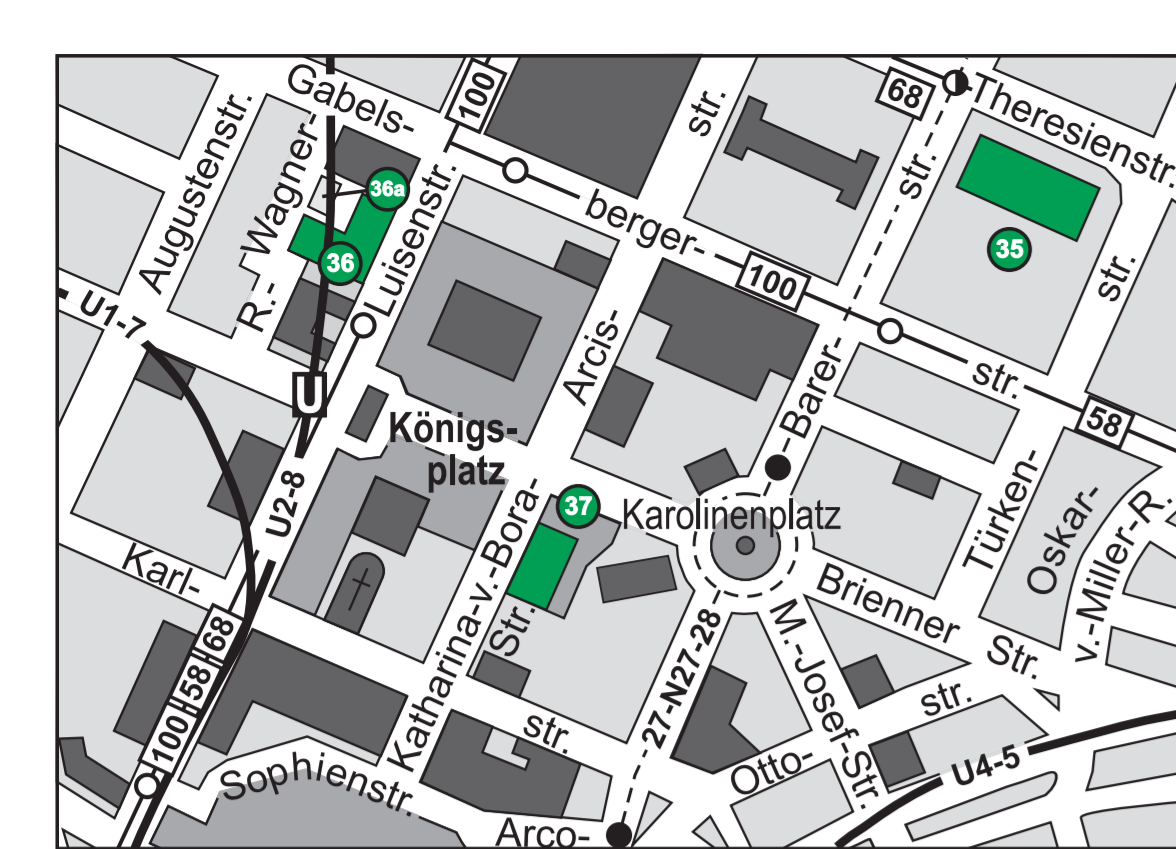 Gabels-
100
68
Theresienstr.
str.
Augustenstr.
Wagner-
R.-
36a
36
Luisenstr.
berger-
str.
35
100
str.
U1-7
Arcis-
Barer-
str.
58
U
Königs-
platz
U2-8
37
Karolinenplatz
Türken-
Oskar-
v.-Miller-R.
Karl-
Katharina-v.-Bora-
Str.
Brienner
Str.
68
58
100
27-N27-28
M.-Josef-Str.
str.
str.
Otto-
U4-5
Sophienstr.
Arco-